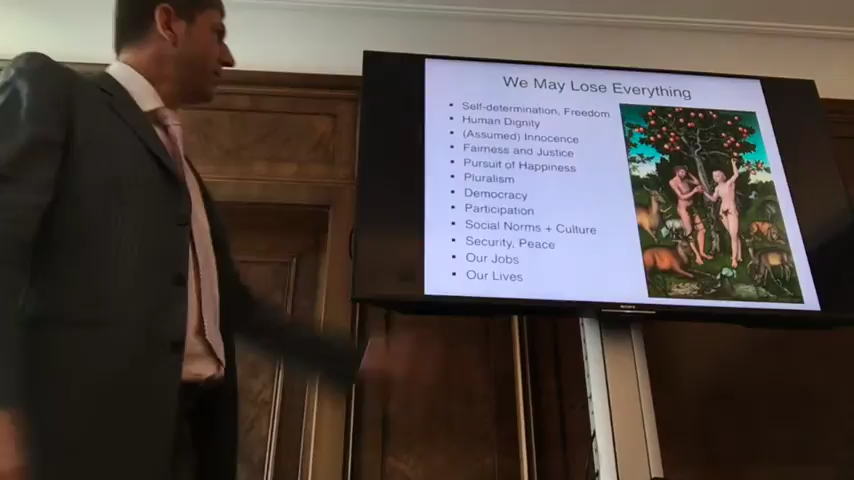 We May Lose Everything
• Self-determination, Freedom
• Human Dignity
• (Assumed) Innocence
• Fairness and Justice
• Pursuit of Happiness
• Pluralism
• Democracy
• Participation
• Social Norms + Culture
• Security, Peace
• Our Jobs
• Our Lives
SONY